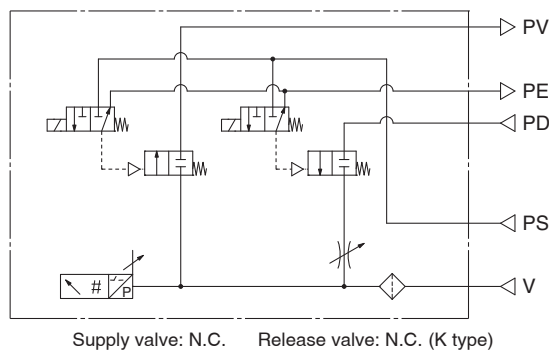 PV
PE
PD
PS
# P V
Supply valve: N.C. Release valve: N.C. (K type)